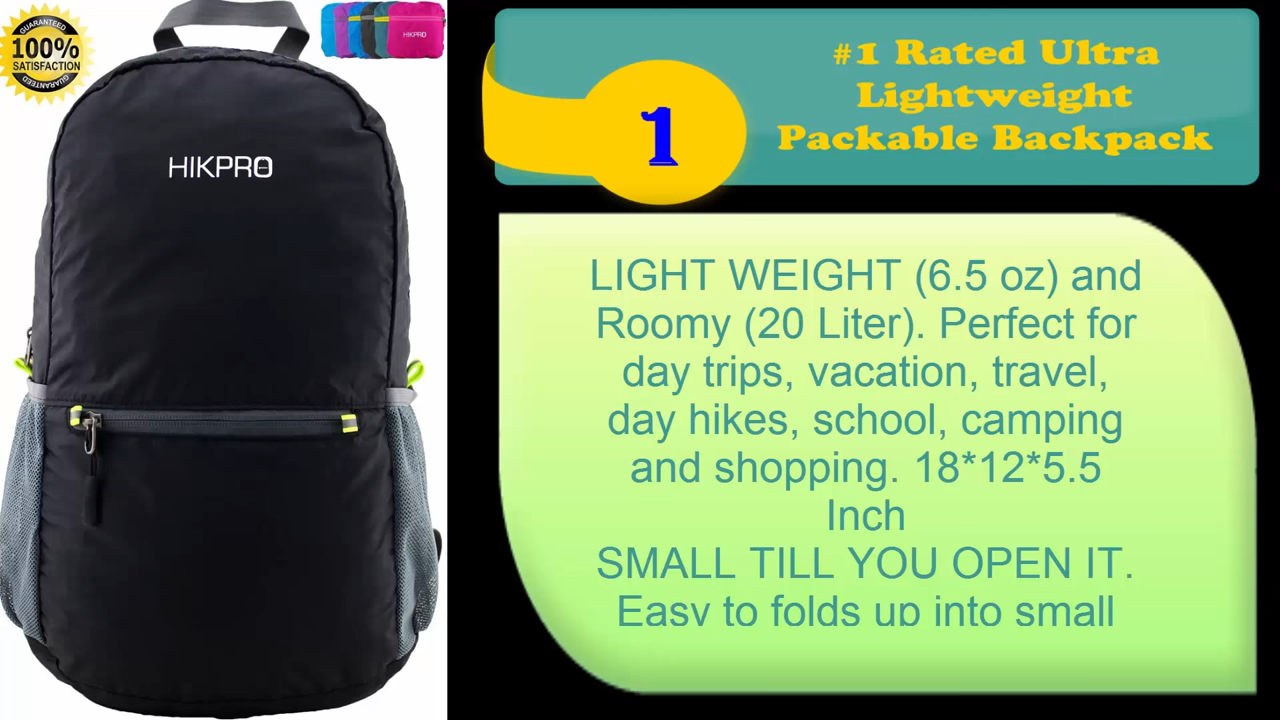 GUARANTEED
100%
SATISFACTION
GUARANTEED
HIKPRO
HIKPRO
1
#1 Rated Ultra
Lightweight
Packable Backpack
LIGHT WEIGHT (6.5 oz) and
Roomy (20 Liter). Perfect for
day trips, vacation, travel,
day hikes, school, camping
and shopping. 18*12*5.5
Inch
SMALL TILL YOU OPEN IT.
Easy to folds up into small